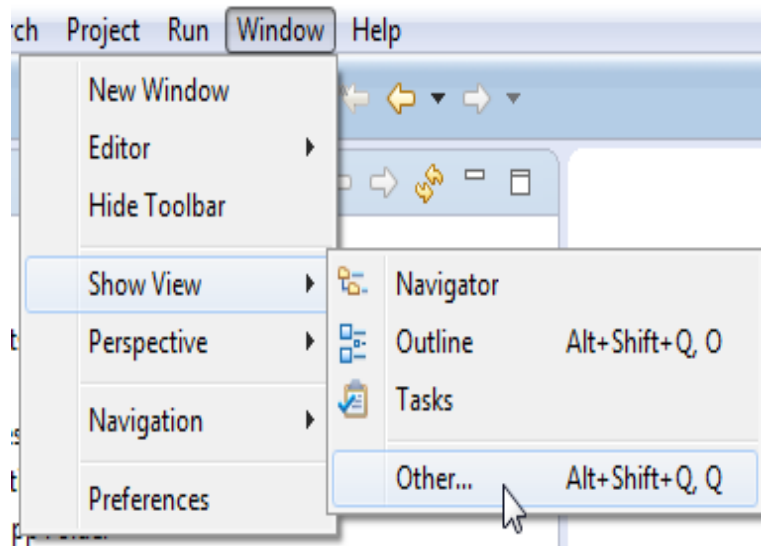 Project Run Window Help
New Window
Editor
Hide Toolbar
Show View
Perspective
Navigation
Preferences
Navigator
Outline Alt+Shift+Q, O
Tasks
Other... Alt+Shift+Q, Q